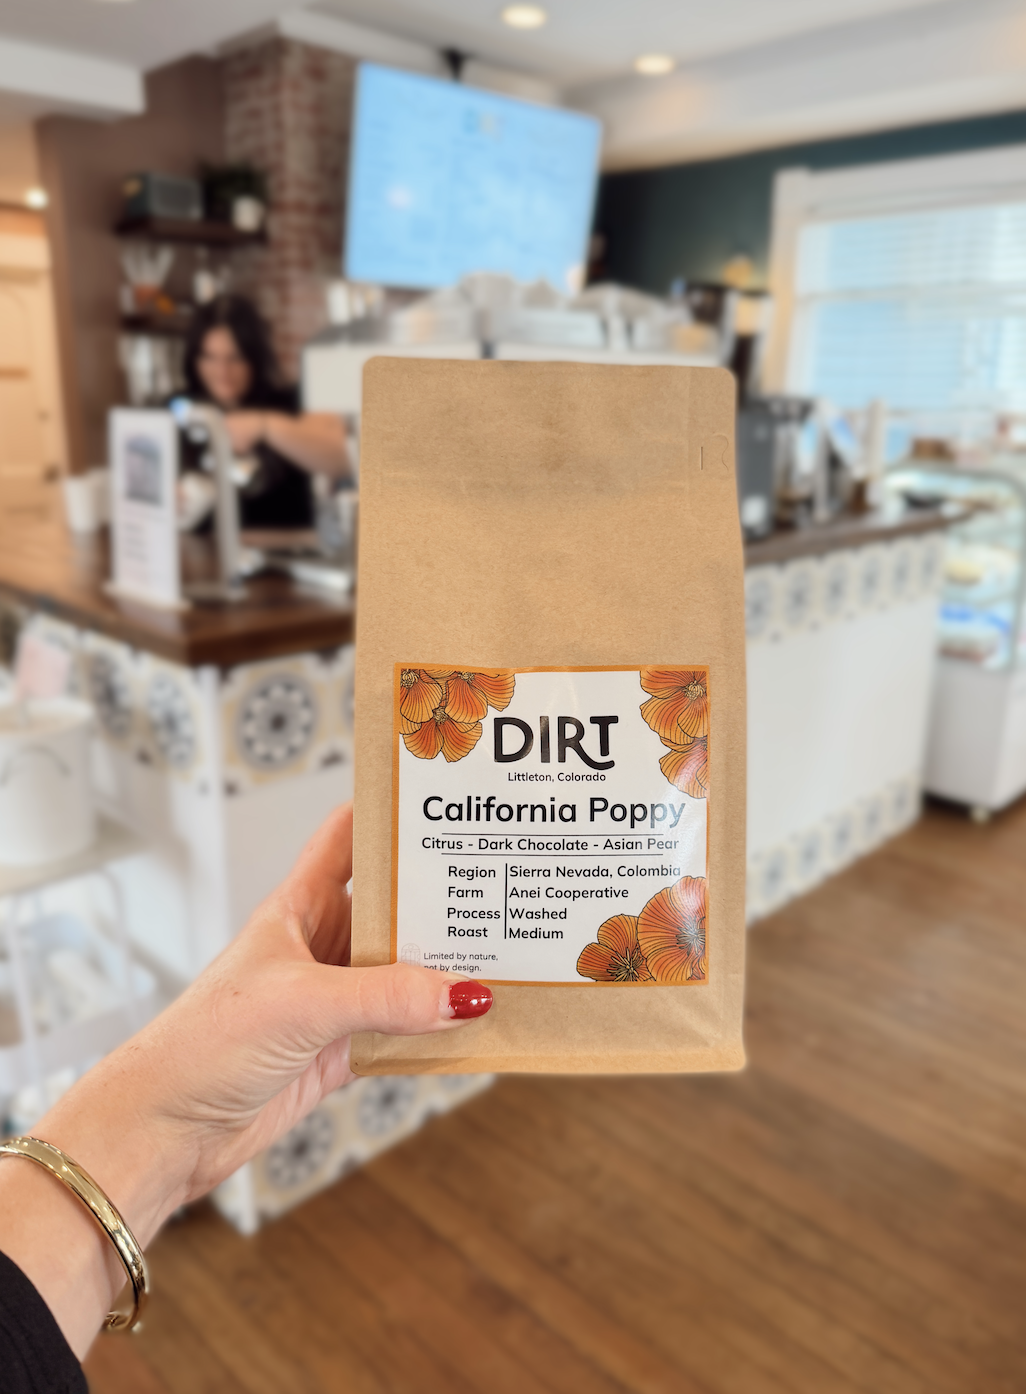 DIRT
Littleton, Colorado
California Poppy
Citrus - Dark Chocolate - Asian Pear
Region Sierra Nevada, Colombia
Farm Anei Cooperative
Process Washed
Roast Medium
Limited by nature,
not by design.